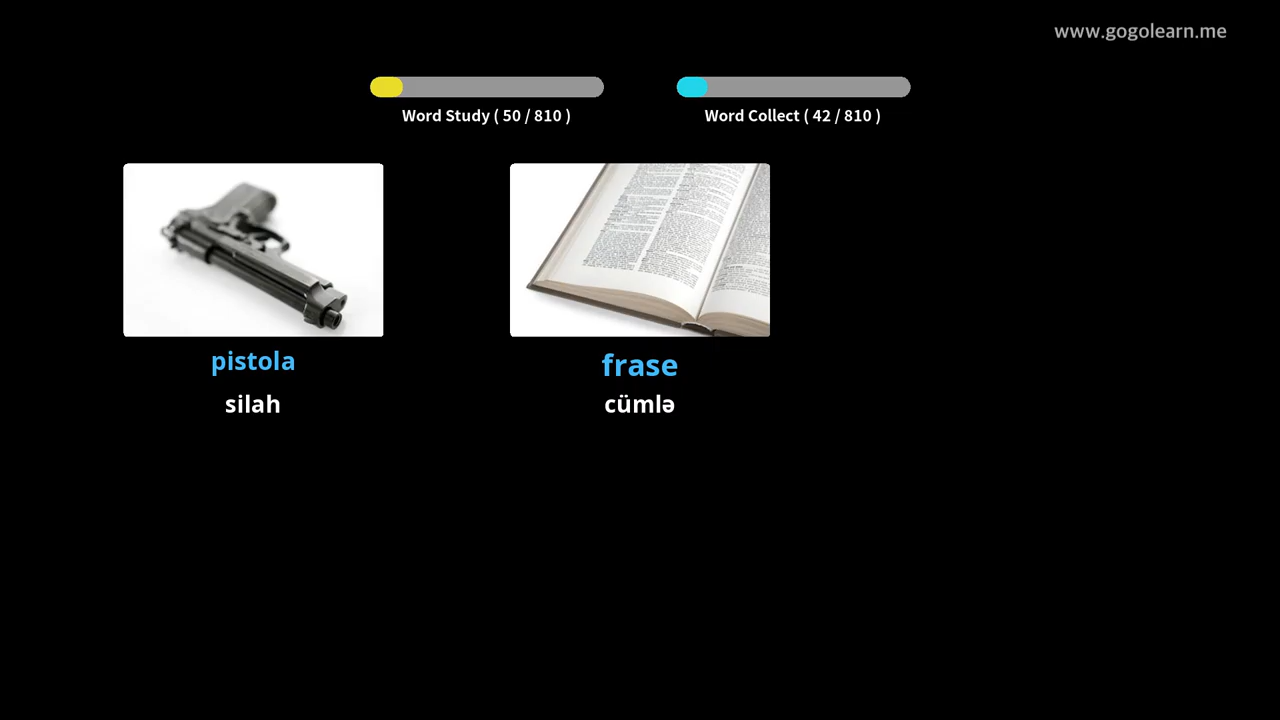 www.gogolearn.me
Word Study ( 50 / 810 )
Word Collect ( 42 / 810 )
pistola
silah
frase
cümlə